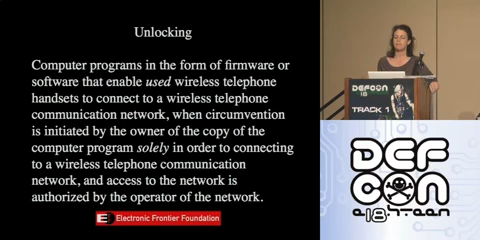 Unlocking
Computer programs in the form of firmware or
software that enable used wireless telephone
handsets to connect to a wireless telephone
communication network, when circumvention
is initiated by the owner of the copy of the
computer program solely in order to connecting
to a wireless telephone communication
network, and access to the network is
authorized by the operator of the network.
Electronic Frontier Foundation
DEFCON
18
TRACK 1
DEF
CON